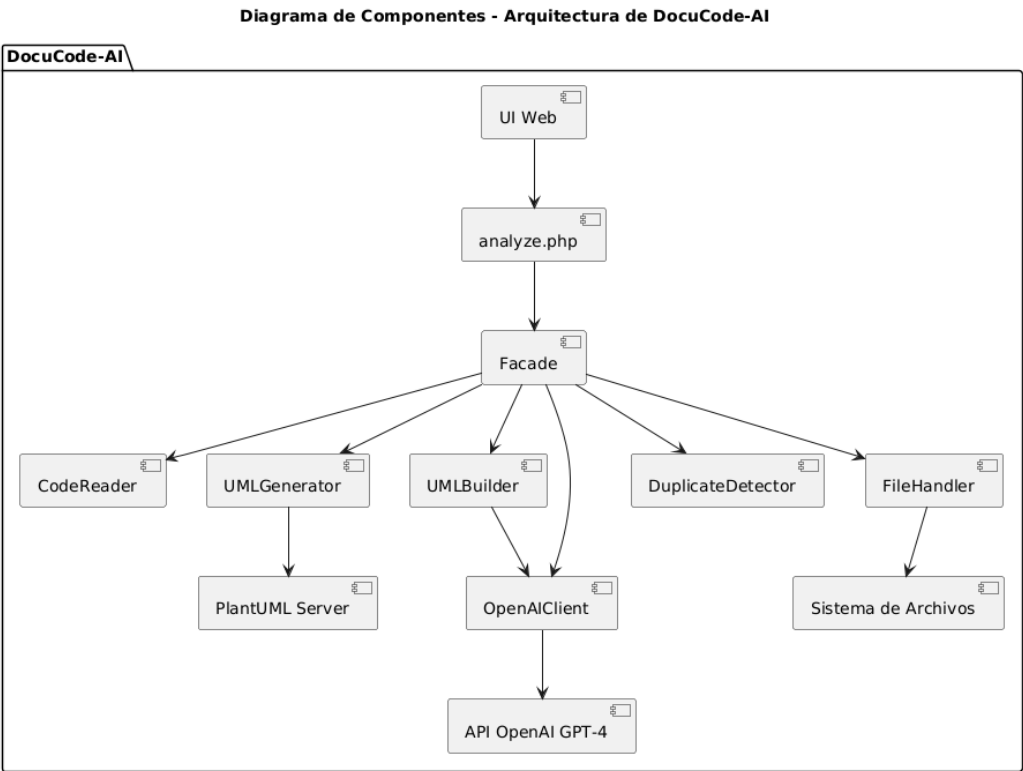 Diagrama de Componentes - Arquitectura de DocuCode-AI
DocuCode-AI
UI Web
analyze.php
Facade
CodeReader
UMLGenerator
UMLBuilder
DuplicateDetector
FileHandler
PlantUML Server
OpenAIClient
Sistema de Archivos
API OpenAI GPT-4